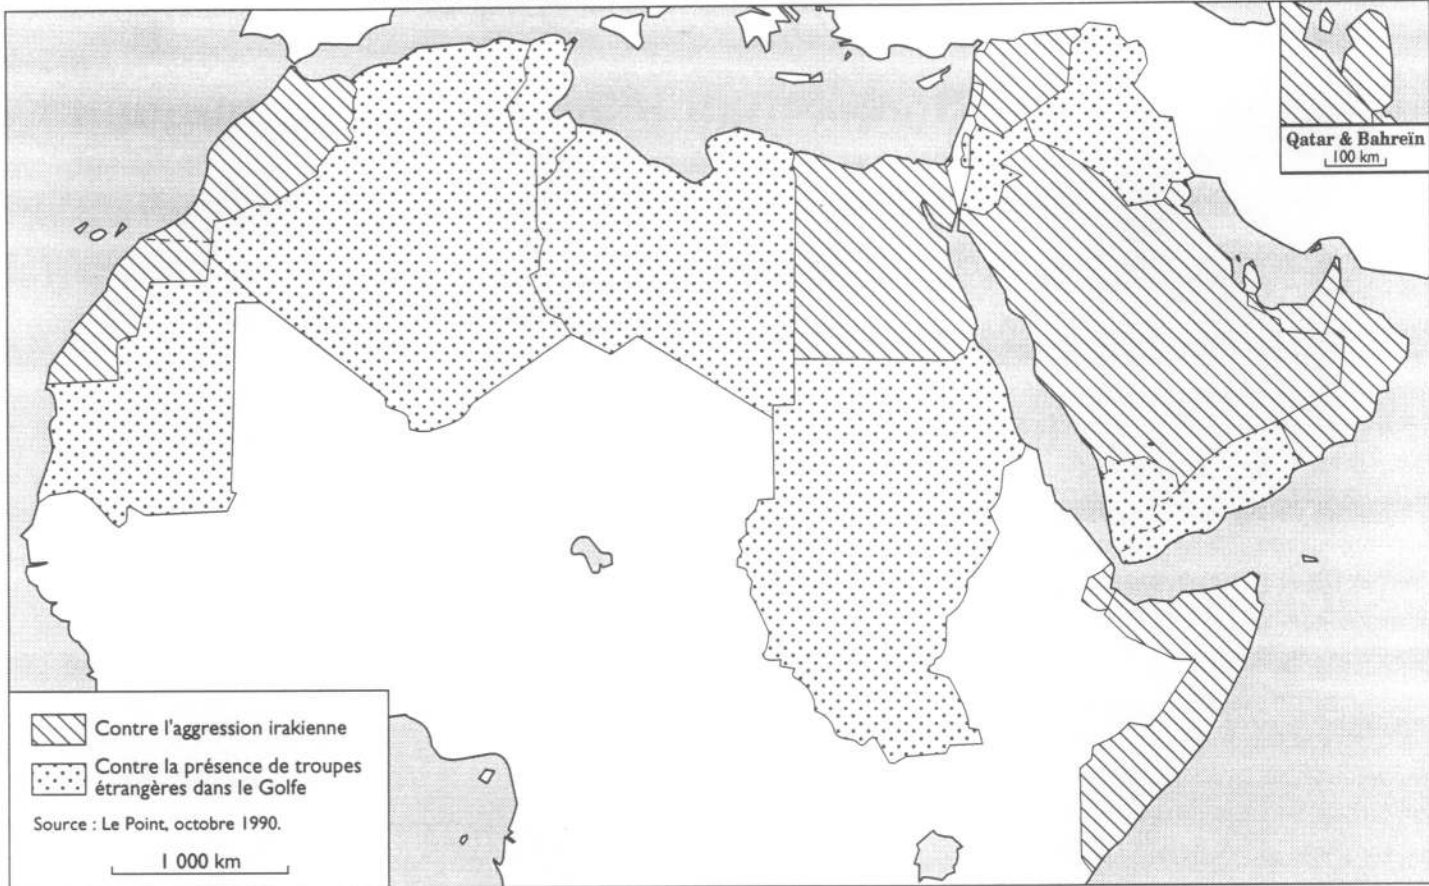 Qatar & Bahreïn
100 km
Contre l'aggression irakienne
Contre la présence de troupes
étrangères dans le Golfe
Source : Le Point, octobre 1990.
1 000 km